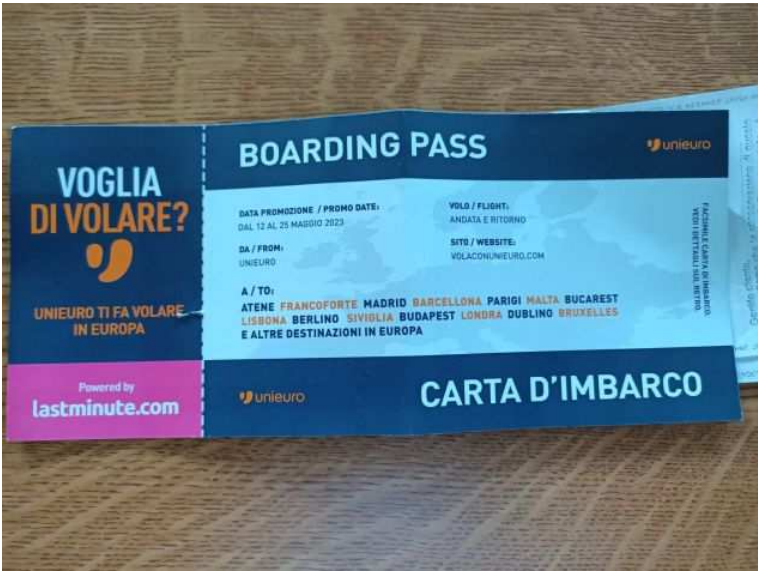 VOGLIA
DI VOLARE?
UNIEURO TI FA VOLARE
IN EUROPA
Powered by
lastminute.com
BOARDING PASS
unieuro
DATA PROMOZIONE / PROMO DATE:
DAL 12 AL 25 MAGGIO 2023
VOLO / FLIGHT:
ANDATA E RITORNO
DA / FROM:
UNIEURO
SITO / WEBSITE:
VOLACONUNIEURO.COM
A / TO:
ATENE FRANCOFORTE MADRID BARCELLONA PARIGI MALTA BUCAREST
LISBONA BERLINO SIVIGLIA BUDAPEST LONDRA DUBLINO BRUXELLES
E ALTRE DESTINAZIONI IN EUROPA
FACSIMILE CARTA DI IMBARCO.
VEDI I DETTAGLI SUL RETRO.
unieuro
CARTA D'IMBARCO
Gentile cliente,